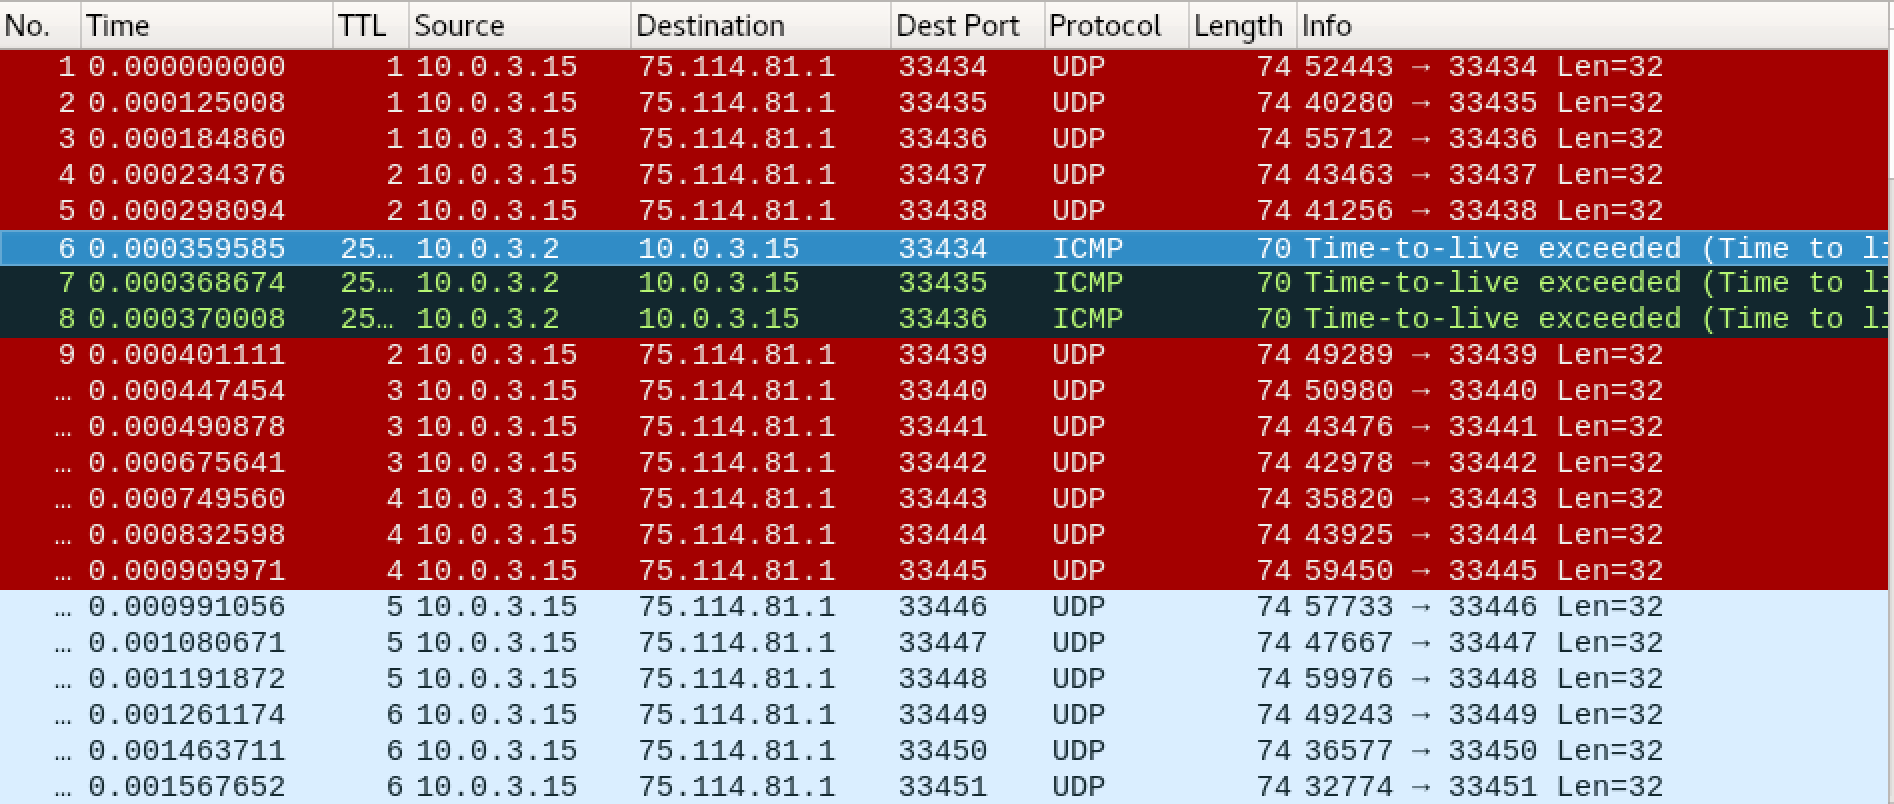 No. Time TTL Source Destination Dest Port Protocol Length Info
1 0.000000000 1 10.0.3.15 75.114.81.1 33434 UDP 74 52443 → 33434 Len=32
2 0.000125008 1 10.0.3.15 75.114.81.1 33435 UDP 74 40280 → 33435 Len=32
3 0.000184860 1 10.0.3.15 75.114.81.1 33436 UDP 74 55712 → 33436 Len=32
4 0.000234376 2 10.0.3.15 75.114.81.1 33437 UDP 74 43463 → 33437 Len=32
5 0.000298094 2 10.0.3.15 75.114.81.1 33438 UDP 74 41256 → 33438 Len=32
6 0.000359585 25… 10.0.3.2 10.0.3.15 33434 ICMP 70 Time-to-live exceeded (Time to li
7 0.000368674 25… 10.0.3.2 10.0.3.15 33435 ICMP 70 Time-to-live exceeded (Time to li
8 0.000370008 25… 10.0.3.2 10.0.3.15 33436 ICMP 70 Time-to-live exceeded (Time to li
9 0.000401111 2 10.0.3.15 75.114.81.1 33439 UDP 74 49289 → 33439 Len=32
… 0.000447454 3 10.0.3.15 75.114.81.1 33440 UDP 74 50980 → 33440 Len=32
… 0.000490878 3 10.0.3.15 75.114.81.1 33441 UDP 74 43476 → 33441 Len=32
… 0.000675641 3 10.0.3.15 75.114.81.1 33442 UDP 74 42978 → 33442 Len=32
… 0.000749560 4 10.0.3.15 75.114.81.1 33443 UDP 74 35820 → 33443 Len=32
… 0.000832598 4 10.0.3.15 75.114.81.1 33444 UDP 74 43925 → 33444 Len=32
… 0.000909971 4 10.0.3.15 75.114.81.1 33445 UDP 74 59450 → 33445 Len=32
… 0.000991056 5 10.0.3.15 75.114.81.1 33446 UDP 74 57733 → 33446 Len=32
… 0.001080671 5 10.0.3.15 75.114.81.1 33447 UDP 74 47667 → 33447 Len=32
… 0.001191872 5 10.0.3.15 75.114.81.1 33448 UDP 74 59976 → 33448 Len=32
… 0.001261174 6 10.0.3.15 75.114.81.1 33449 UDP 74 49243 → 33449 Len=32
… 0.001463711 6 10.0.3.15 75.114.81.1 33450 UDP 74 36577 → 33450 Len=32
… 0.001567652 6 10.0.3.15 75.114.81.1 33451 UDP 74 32774 → 33451 Len=32